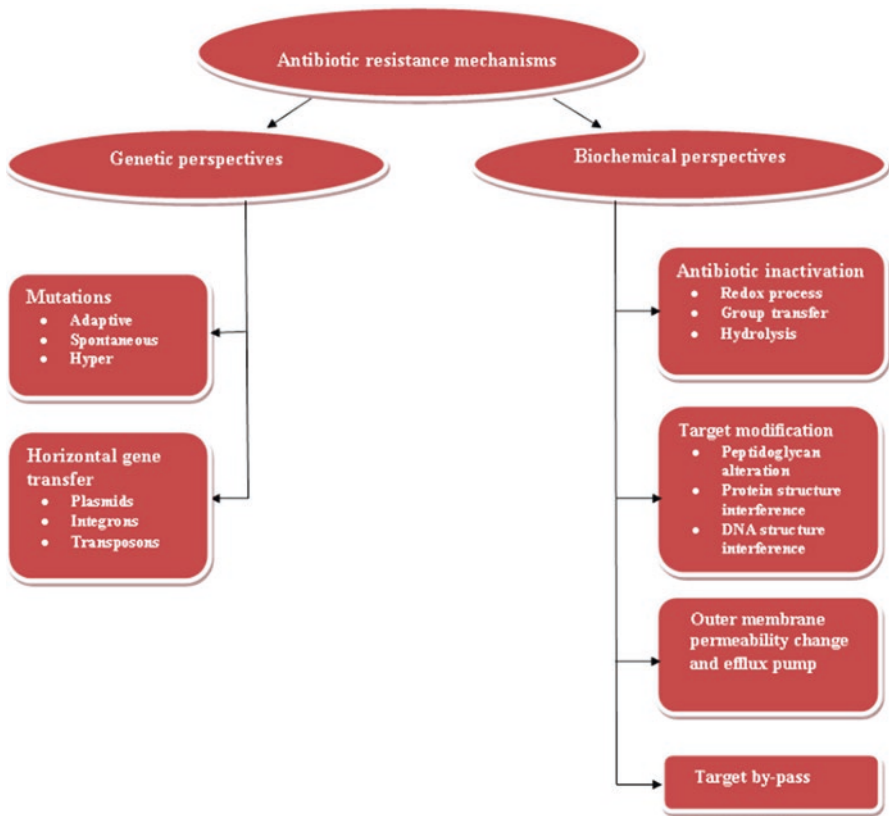 Antibiotic resistance mechanisms
Genetic perspectives
Biochemical perspectives
Mutations
• Adaptive
• Spontaneous
• Hyper
Horizontal gene
transfer
• Plasmids
• Integrons
• Transposons
Antibiotic inactivation
• Redox process
• Group transfer
• Hydrolysis
Target modification
• Peptidoglycan
alteration
• Protein structure
interference
• DNA structure
interference
Outer membrane
permeability change
and efflux pump
Target by-pass